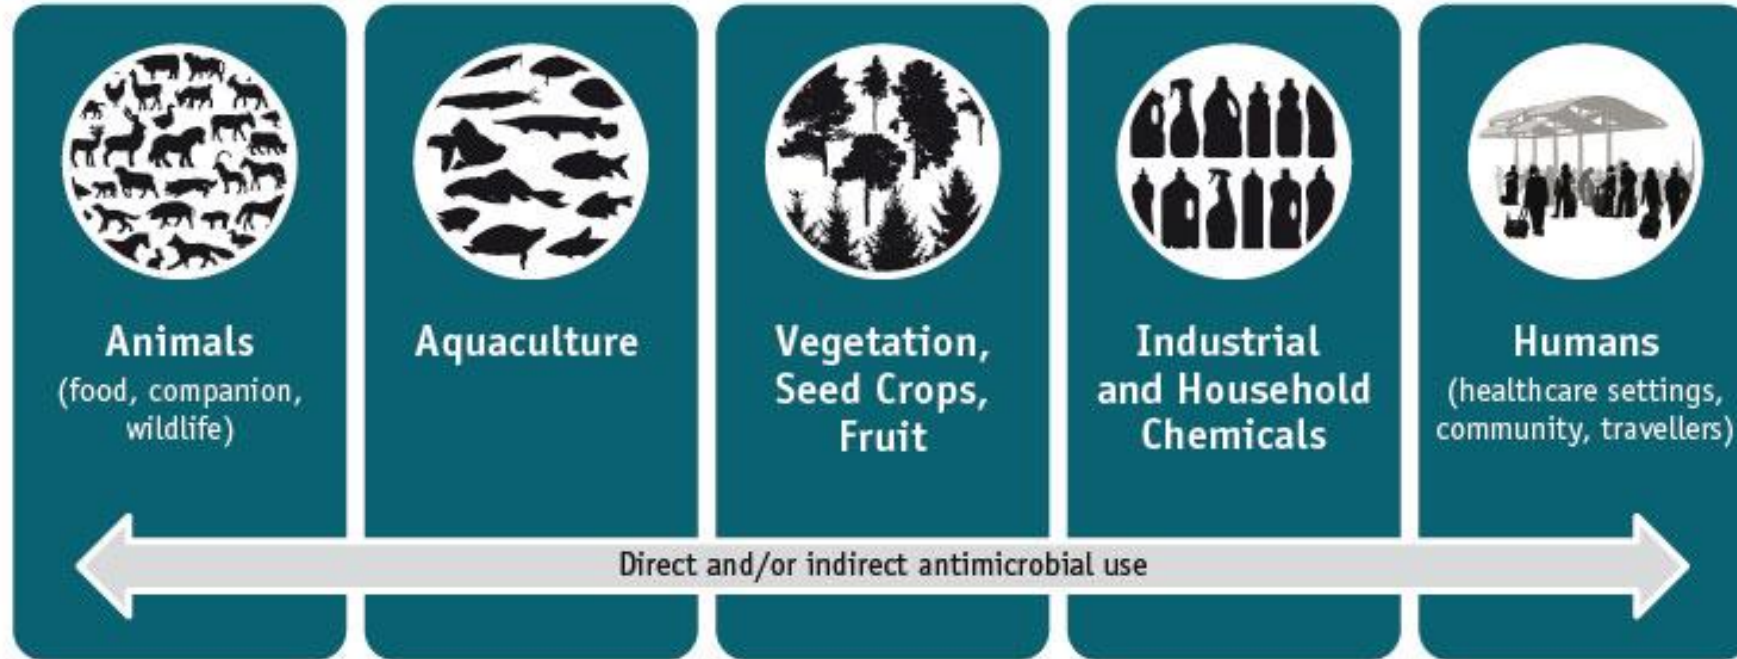 Animals
(food, companion,
wildlife)
Aquaculture
Vegetation,
Seed Crops,
Fruit
Industrial
and Household
Chemicals
Humans
(healthcare settings,
community, travellers)
Direct and/or indirect antimicrobial use